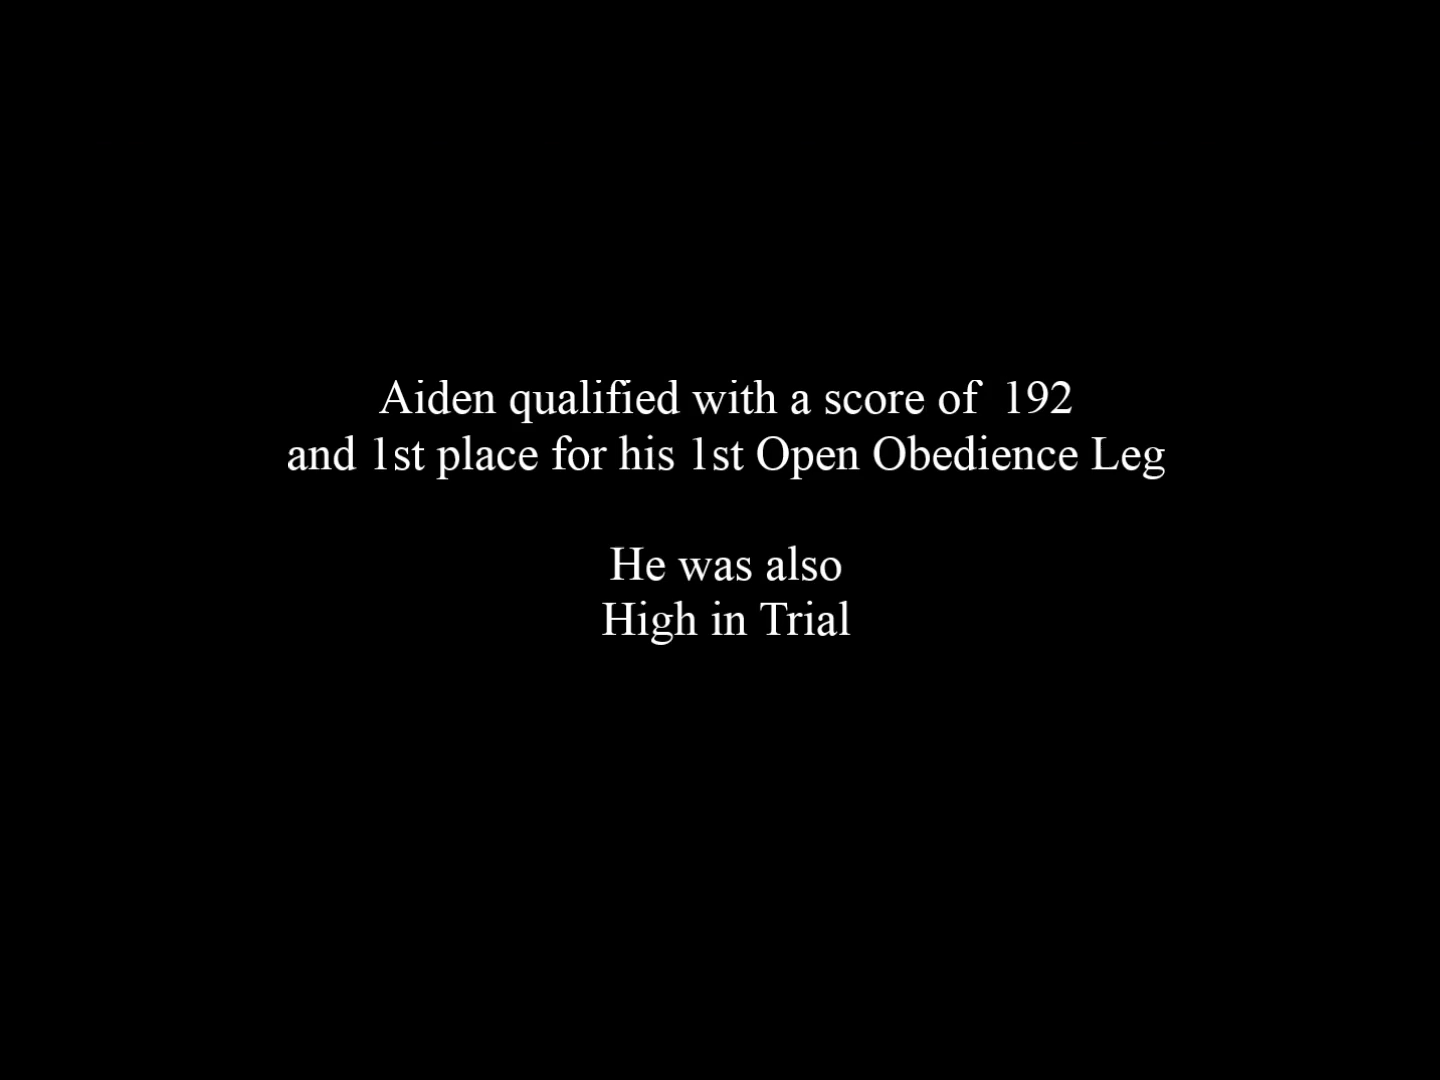 Aiden qualified with a score of 192
and 1st place for his 1st Open Obedience Leg
He was also
High in Trial